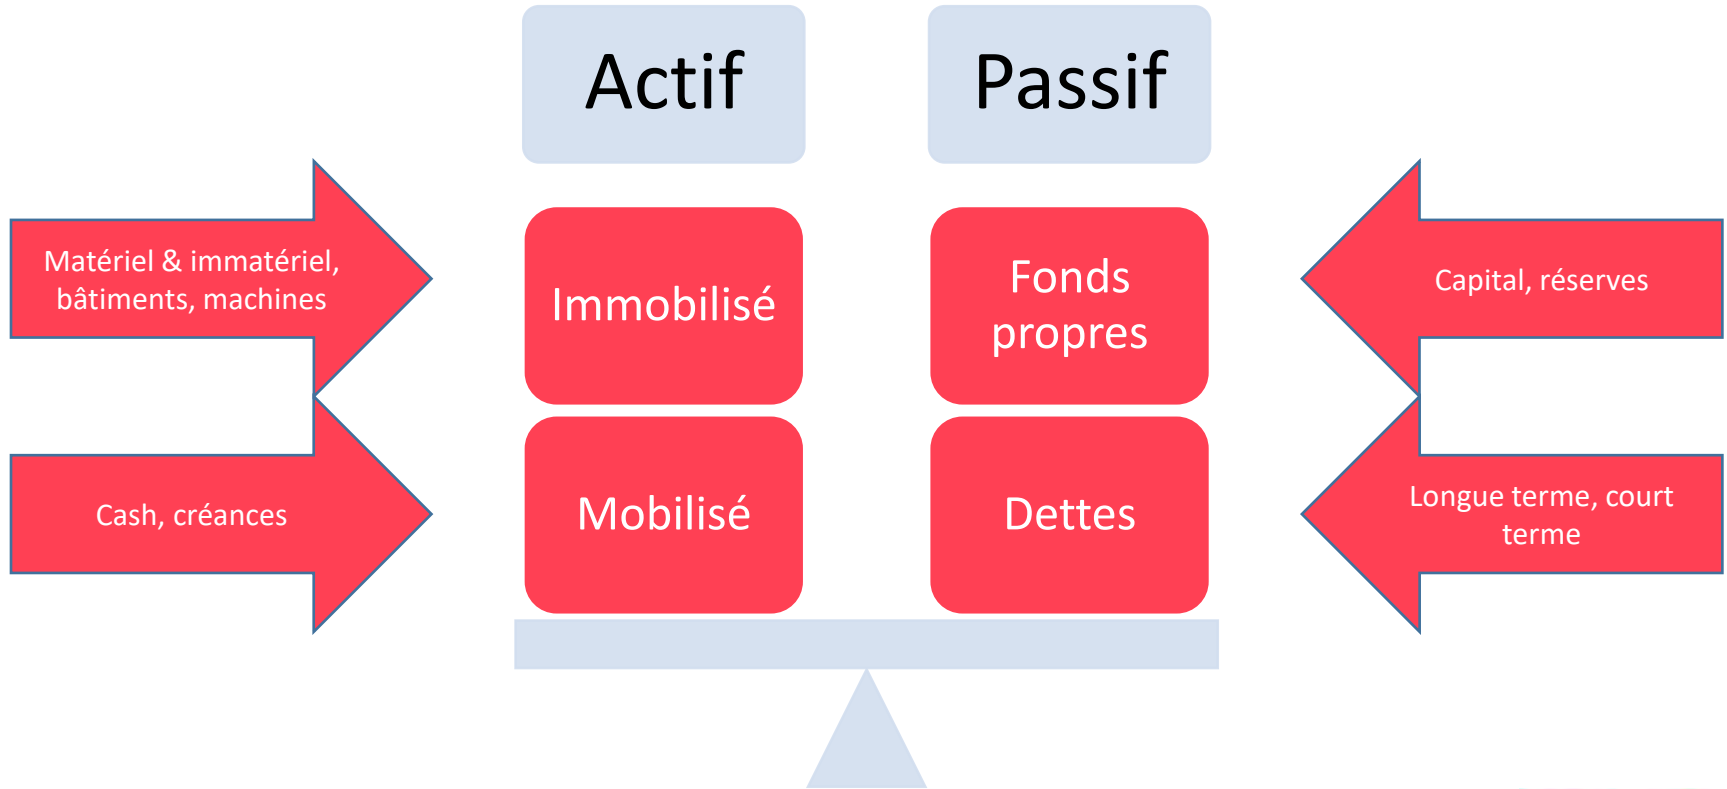 Actif
Passif
Matériel & immatériel,
bâtiments, machines
Immobilisé
Fonds
propres
Capital, réserves
Cash, créances
Mobilisé
Dettes
Longue terme, court
terme